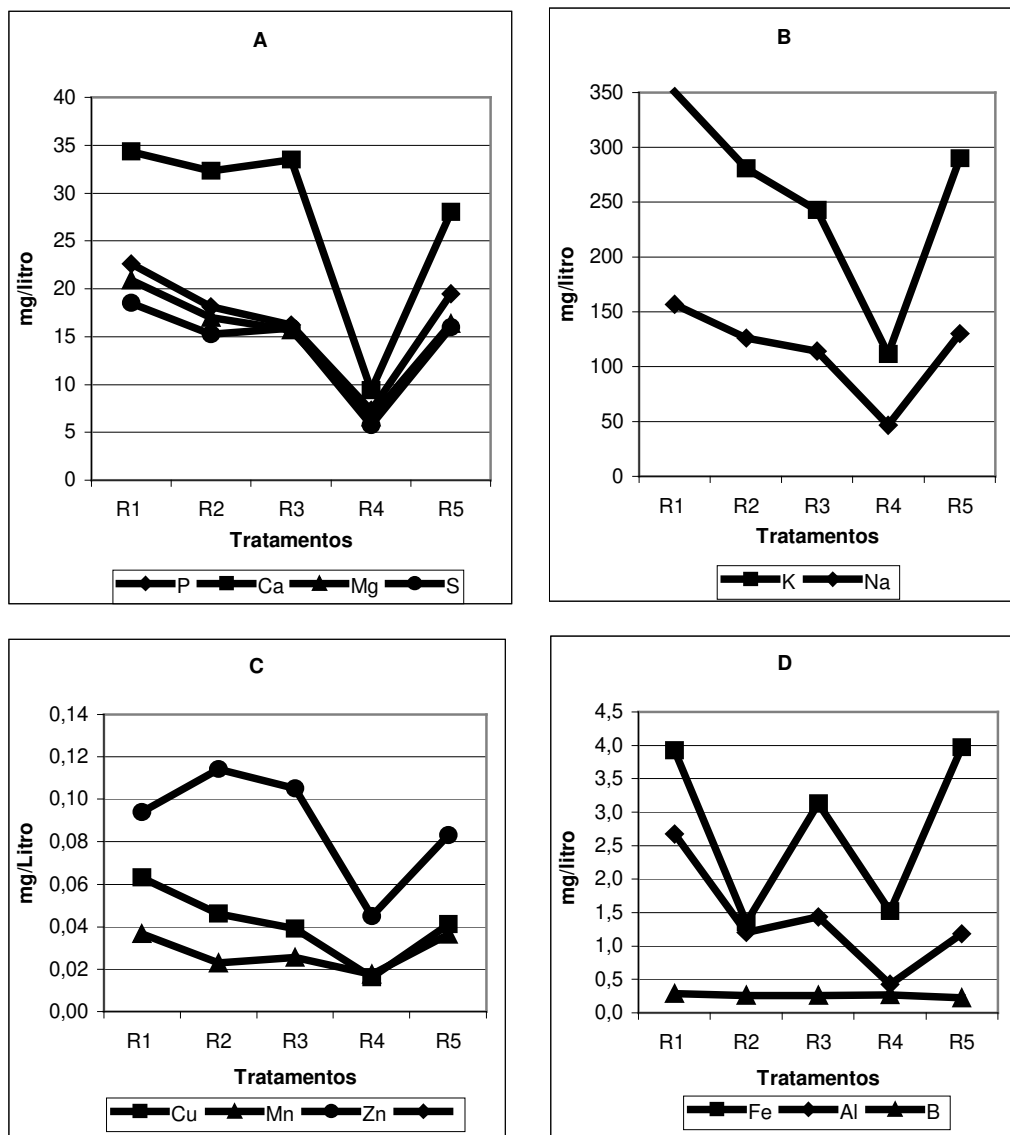 A
40
35
30
25
20
15
10
5
0
mg/litro
R1 R2 R3 R4 R5
Tratamentos
P Ca Mg S
B
350
300
250
200
150
100
50
0
mg/litro
R1 R2 R3 R4 R5
Tratamentos
K Na
C
0,14
0,12
0,10
0,08
0,06
0,04
0,02
0,00
mg/Litro
R1 R2 R3 R4 R5
Tratamentos
Cu Mn Zn
D
4,5
4,0
3,5
3,0
2,5
2,0
1,5
1,0
0,5
0,0
mg/litro
R1 R2 R3 R4 R5
Tratamentos
Fe Al B